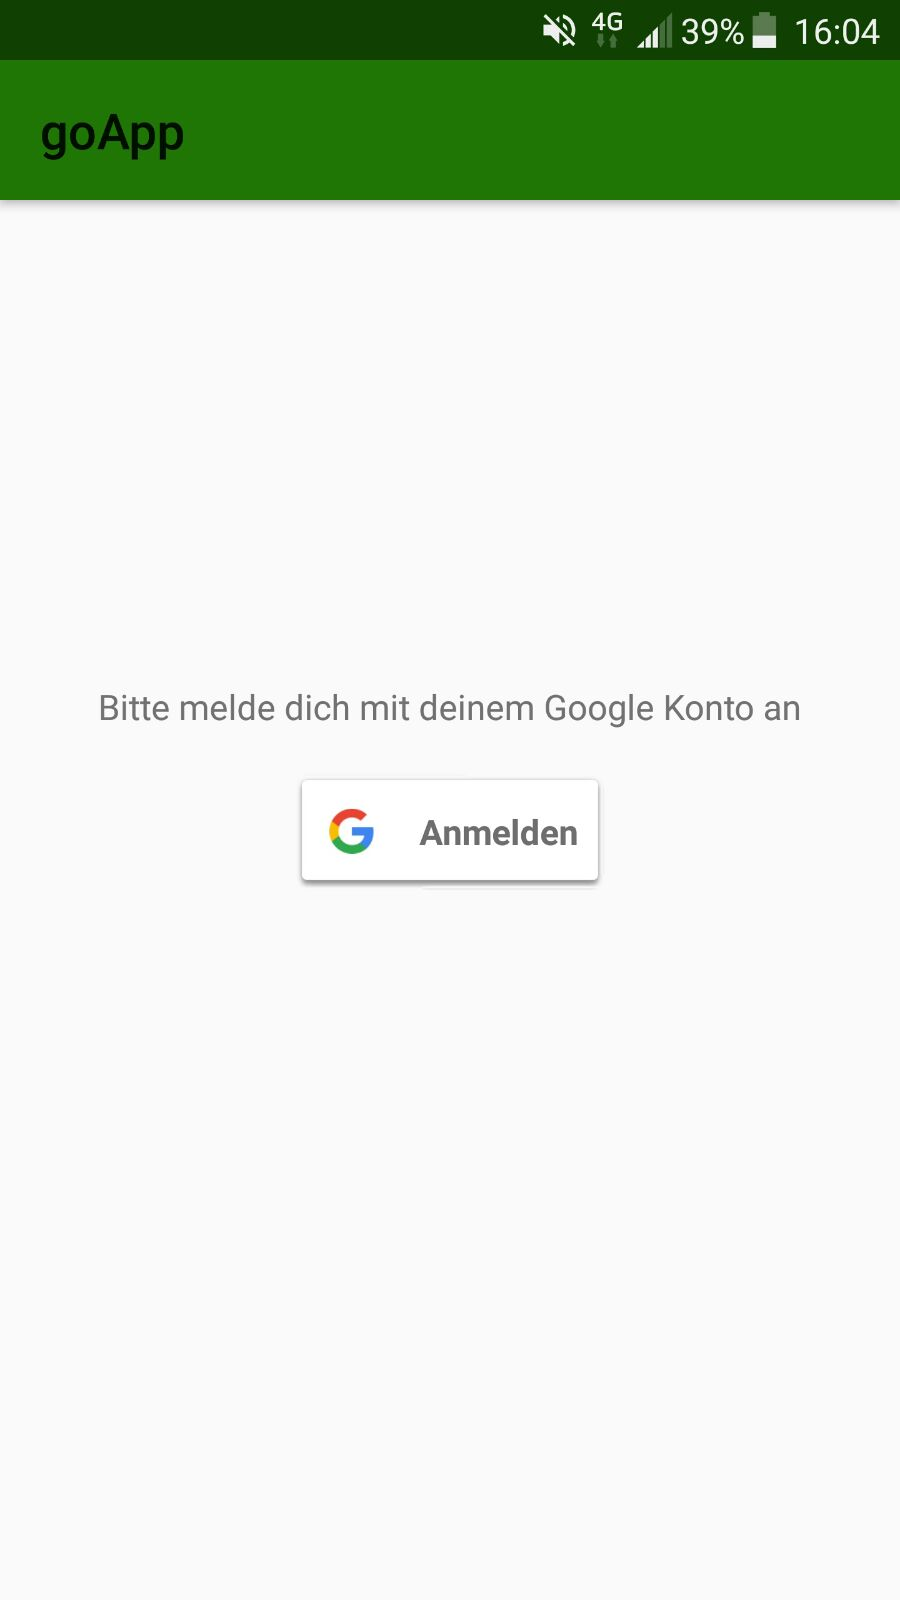 4G 39% 16:04
goApp
Bitte melde dich mit deinem Google Konto an
Anmelden